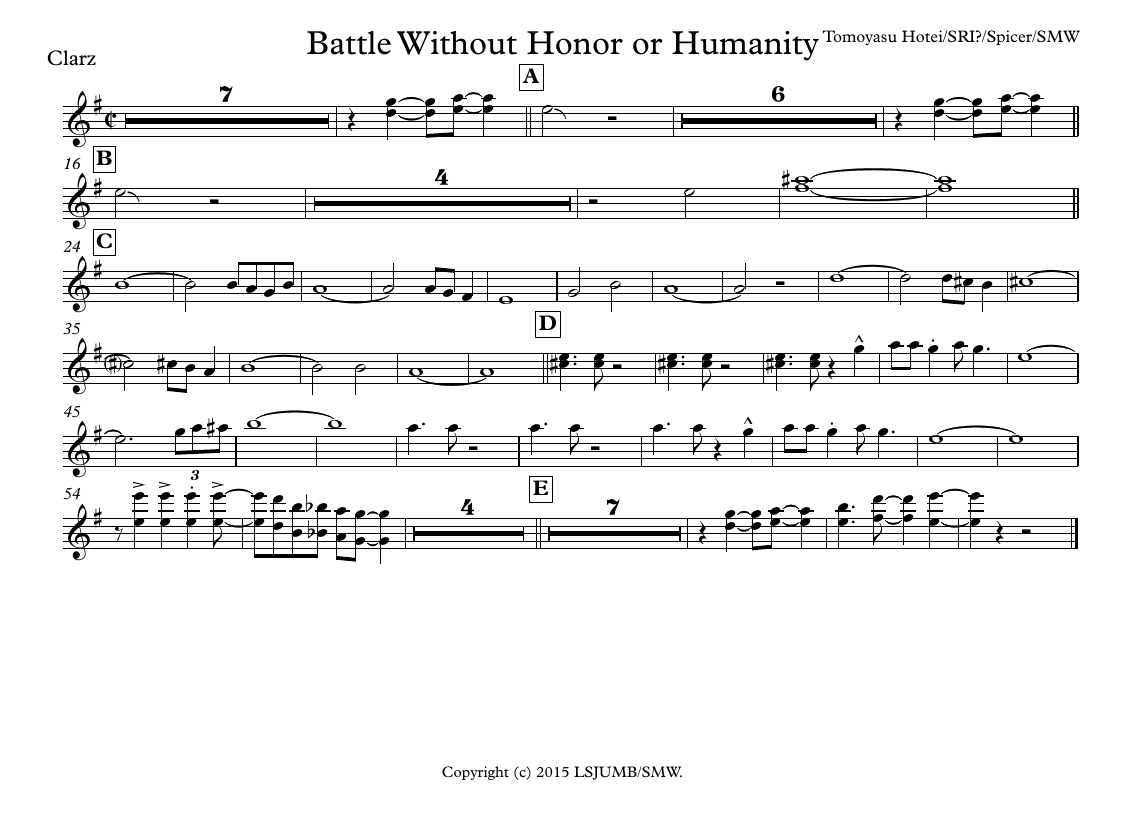 Battle Without Honor or Humanity
Tomoyasu Hotei/SRI?/Spicer/SMW
Clarz
A
7
6
16
B
4
24
C
35
D
45
3
54
E
4
7
Copyright (c) 2015 LSJUMB/SMW.